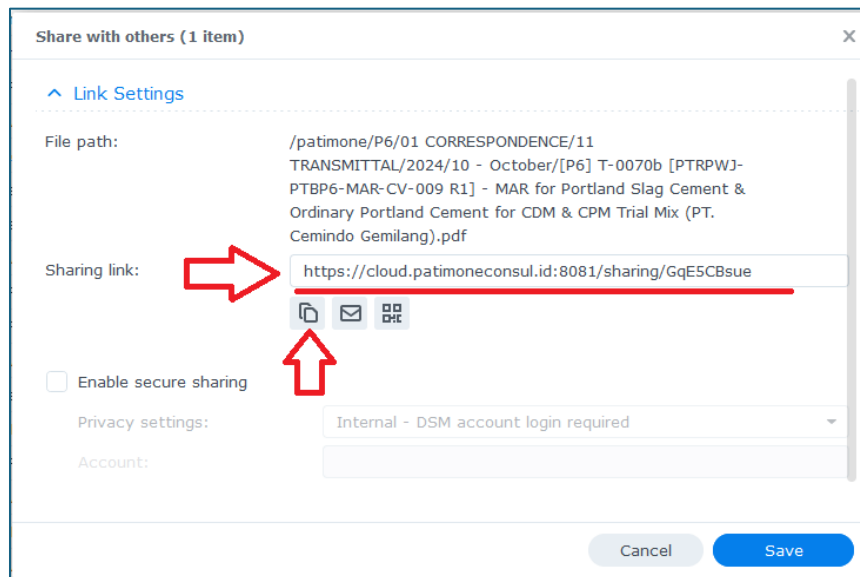 Share with others (1 item)
Link Settings
File path:
/patimone/P6/01 CORRESPONDENCE/11
TRANSMITTAL/2024/10 - October/[P6] T-0070b [PTRPWJ-
PTBP6-MAR-CV-009 R1] - MAR for Portland Slag Cement &
Ordinary Portland Cement for CDM & CPM Trial Mix (PT.
Cemindo Gemilang).pdf
Sharing link:
https://cloud.patimoneconsul.id:8081/sharing/GqE5CBsue
Enable secure sharing
Privacy settings:
Internal - DSM account login required
Account:
Cancel
Save